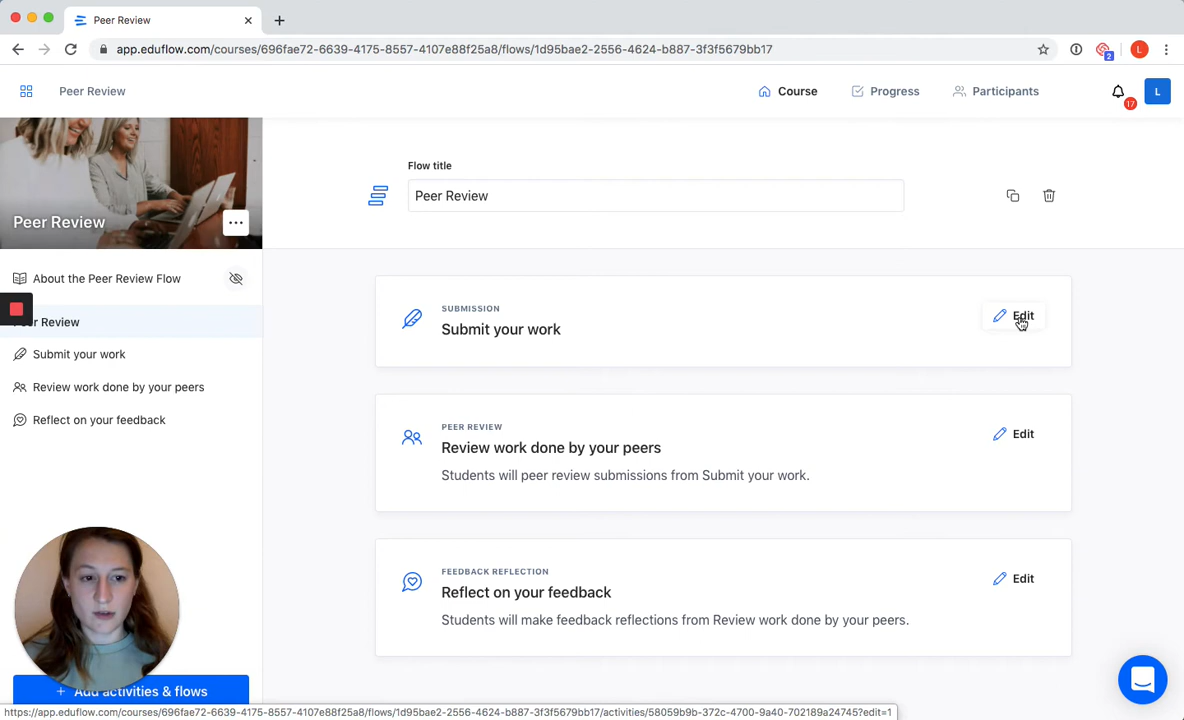 Peer Review
app.eduflow.com/courses/696fae72-6639-4175-8557-4107e88f25a8/flows/1d95bae2-2556-4624-b887-3f3f5679bb17
2
L
Peer Review
Course
Progress
Participants
17
L
Peer Review
Flow title
Peer Review
About the Peer Review Flow
er Review
Submit your work
Review work done by your peers
Reflect on your feedback
SUBMISSION
Submit your work
Edit
PEER REVIEW
Review work done by your peers
Edit
Students will peer review submissions from Submit your work.
FEEDBACK REFLECTION
Reflect on your feedback
Edit
Students will make feedback reflections from Review work done by your peers.
+ Add activities & flows
https://app.eduflow.com/courses/696fae72-6639-4175-8557-4107e88f25a8/flows/1d95bae2-2556-4624-b887-3f3f5679bb17/activities/58059b9b-372c-4700-9a40-702189a24745?edit=1